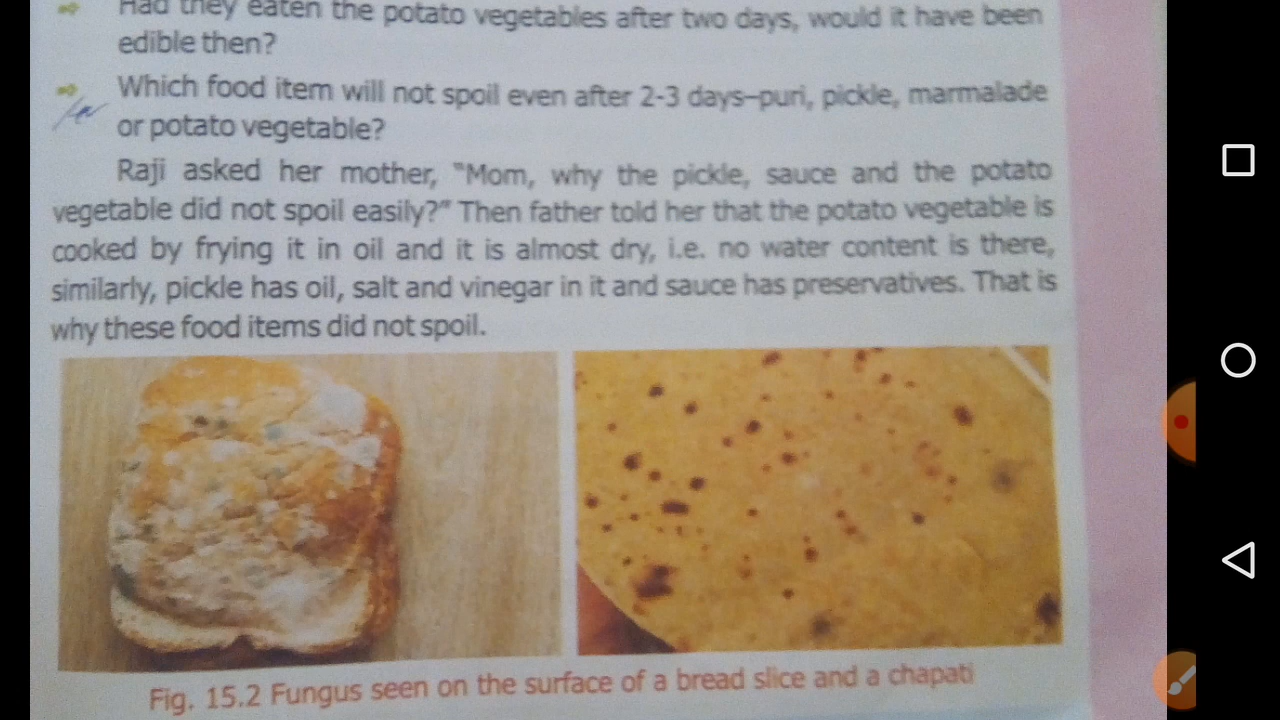 Had they eaten the potato vegetables after two days, would it have been
edible then?
Which food item will not spoil even after 2-3 days–puri, pickle, marmalade
or potato vegetable?
Raji asked her mother, "Mom, why the pickle, sauce and the potato
vegetable did not spoil easily?" Then father told her that the potato vegetable is
cooked by frying it in oil and it is almost dry, i.e. no water content is there,
similarly, pickle has oil, salt and vinegar in it and sauce has preservatives. That is
why these food items did not spoil.
Fig. 15.2 Fungus seen on the surface of a bread slice and a chapati